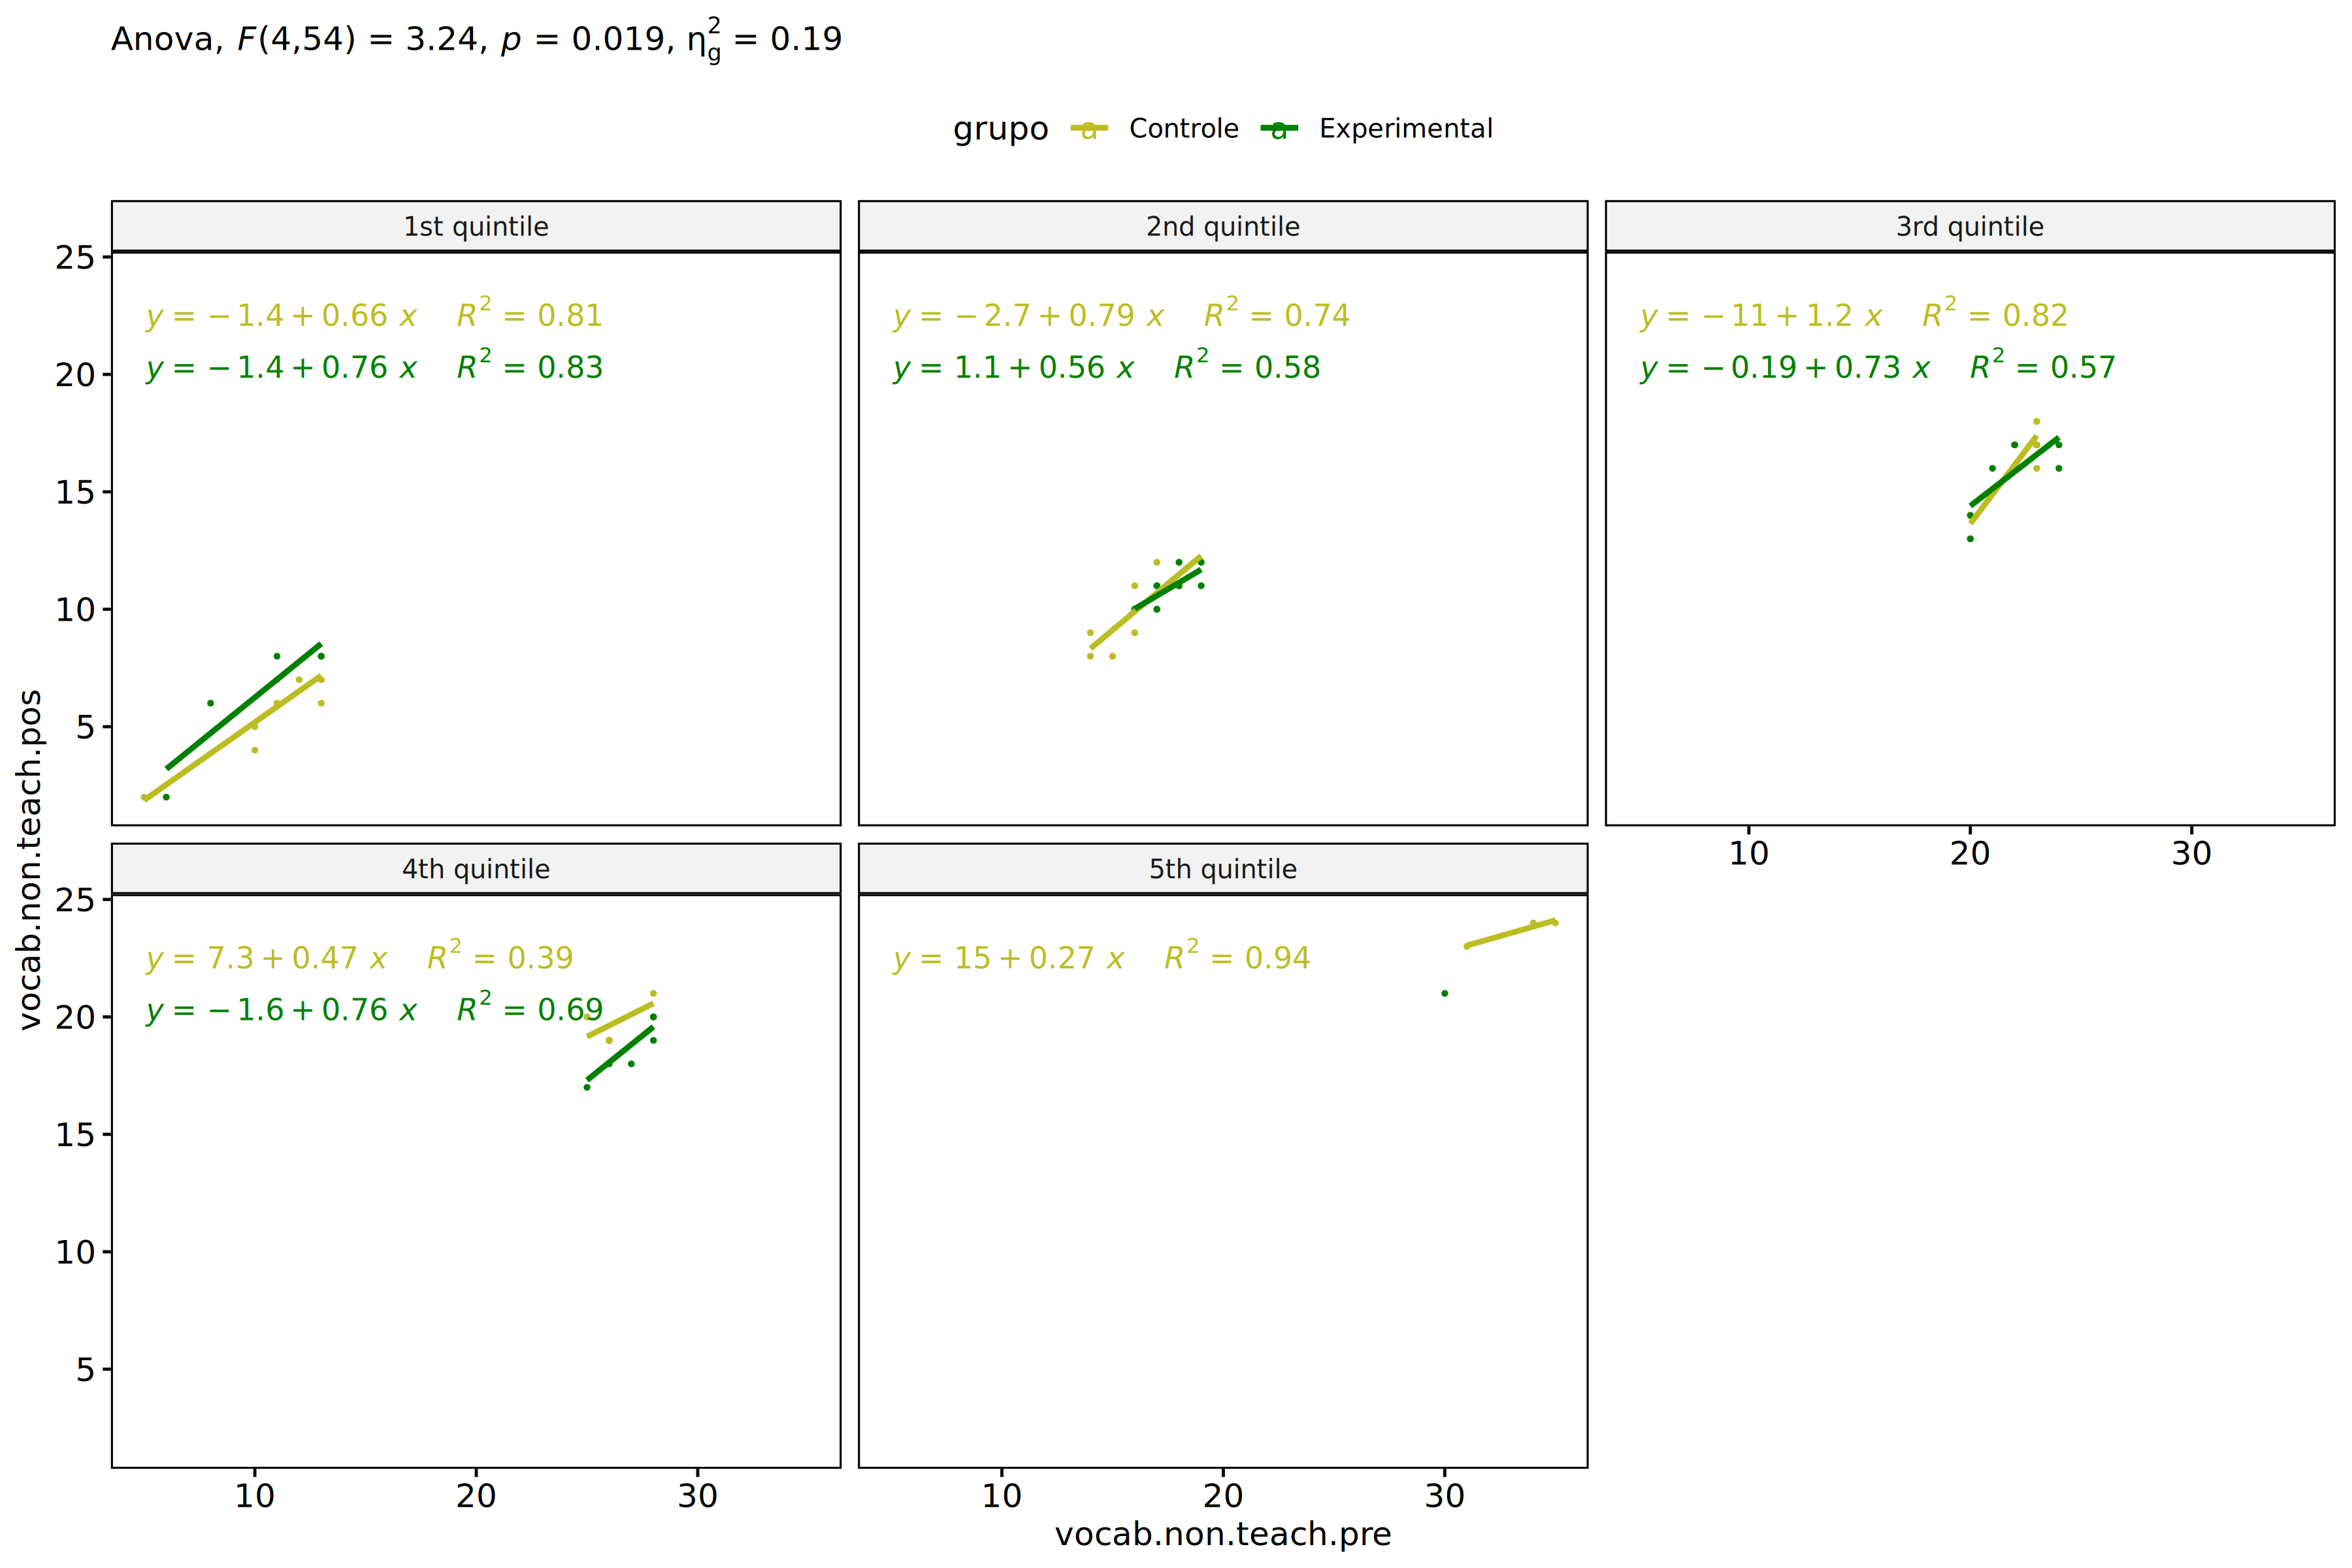 Anova, F(4,54) = 3.24, p = 0.019, η²g = 0.19
grupo a Controle a Experimental
1st quintile
2nd quintile
3rd quintile
25
20
15
10
5
y = −1.4+0.66 x R² = 0.81
y = −1.4+0.76 x R² = 0.83
y = −2.7+0.79 x R² = 0.74
y = 1.1+0.56 x R² = 0.58
y = −11+1.2 x R² = 0.82
y = −0.19+0.73 x R² = 0.57
10 20 30
4th quintile
5th quintile
25
20
15
10
5
y = 7.3+0.47 x R² = 0.39
y = −1.6+0.76 x R² = 0.69
y = 15+0.27 x R² = 0.94
10 20 30
10 20 30
vocab.non.teach.pre
vocab.non.teach.pos